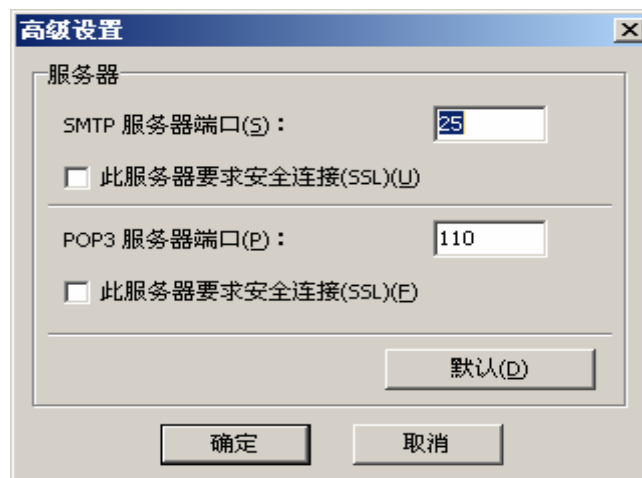 高级设置
服务器
SMTP 服务器端口(S)： 25
此服务器要求安全连接(SSL)(U)
POP3 服务器端口(P)： 110
此服务器要求安全连接(SSL)(F)
默认(D)
确定 取消